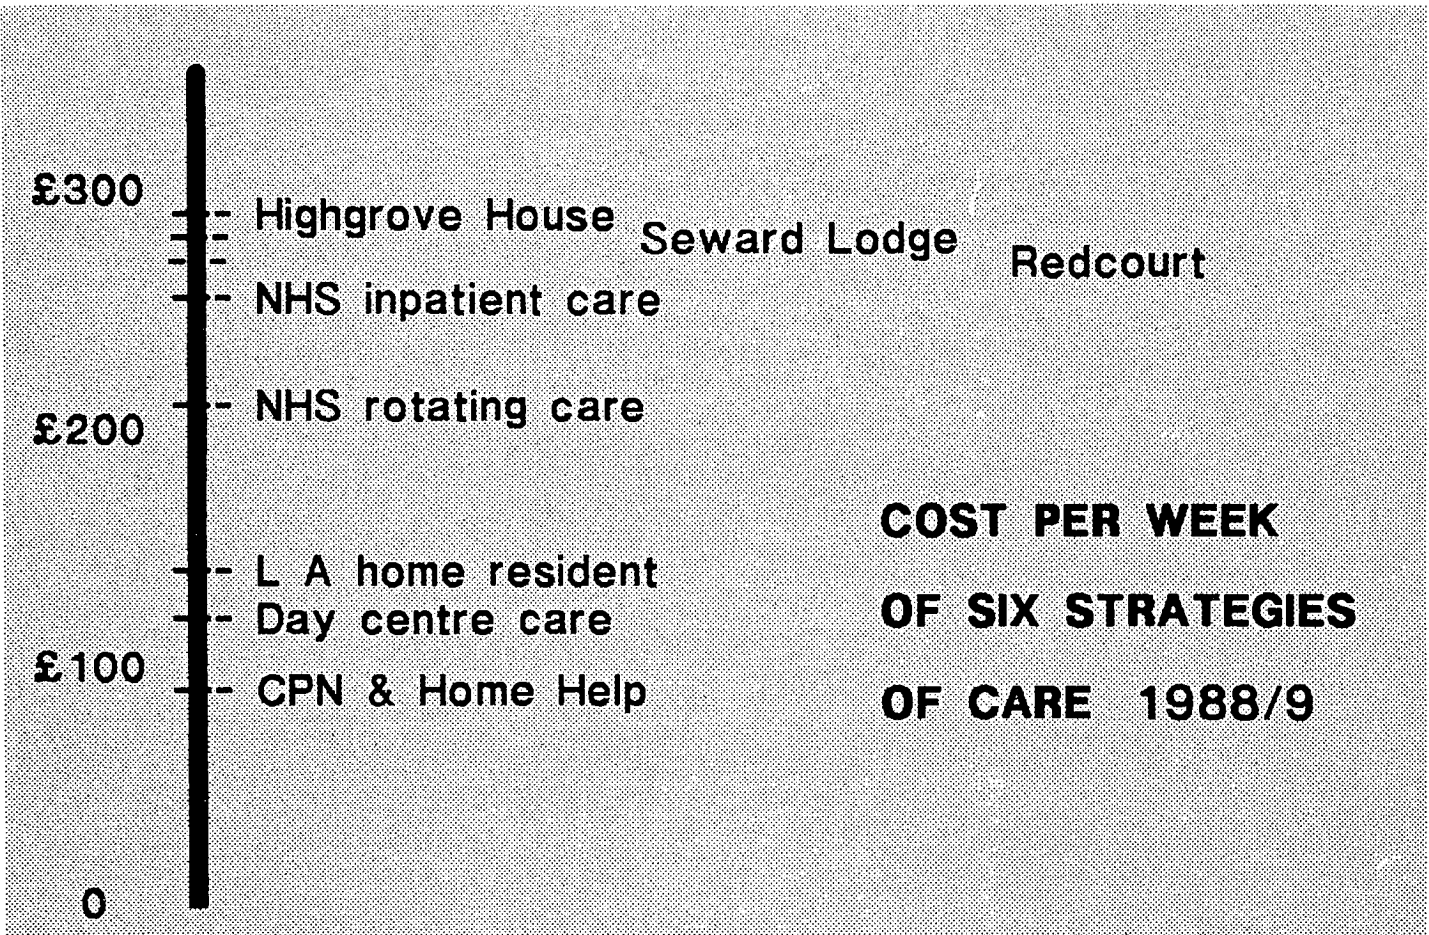 £300
Highgrove House
Seward Lodge
Redcourt
NHS inpatient care
NHS rotating care
£200
COST PER WEEK
L A home resident
OF SIX STRATEGIES
Day centre care
£100
CPN & Home Help
OF CARE 1988/9
0